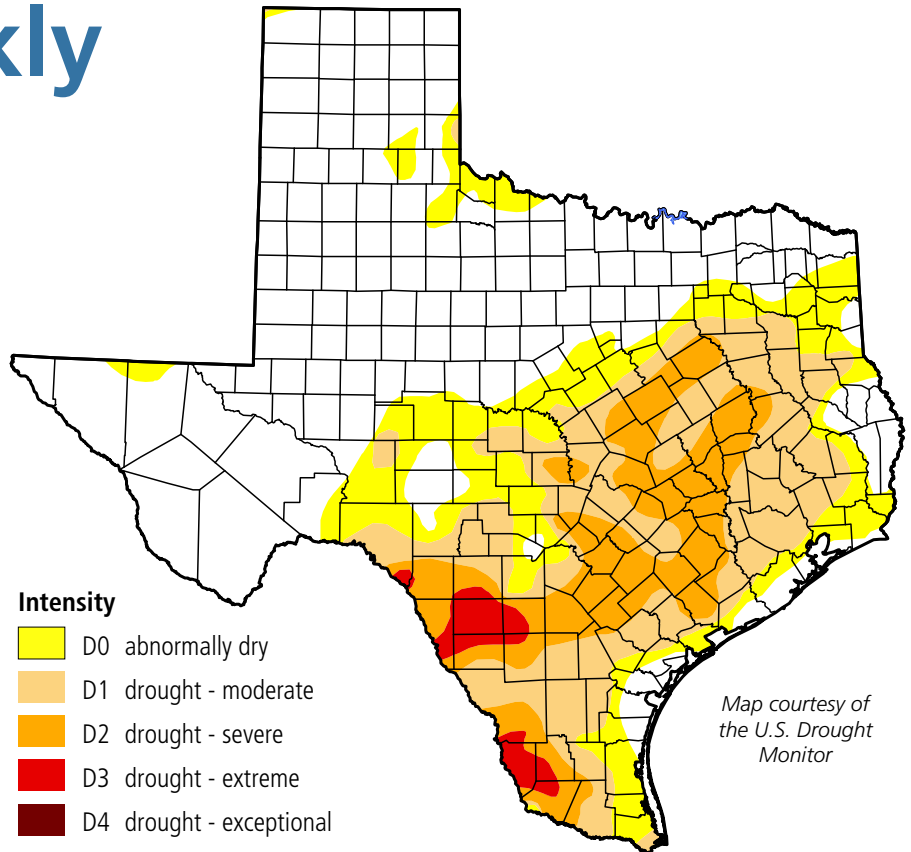 kly
Intensity
D0 abnormally dry
D1 drought - moderate
D2 drought - severe
D3 drought - extreme
D4 drought - exceptional
Map courtesy of
the U.S. Drought
Monitor